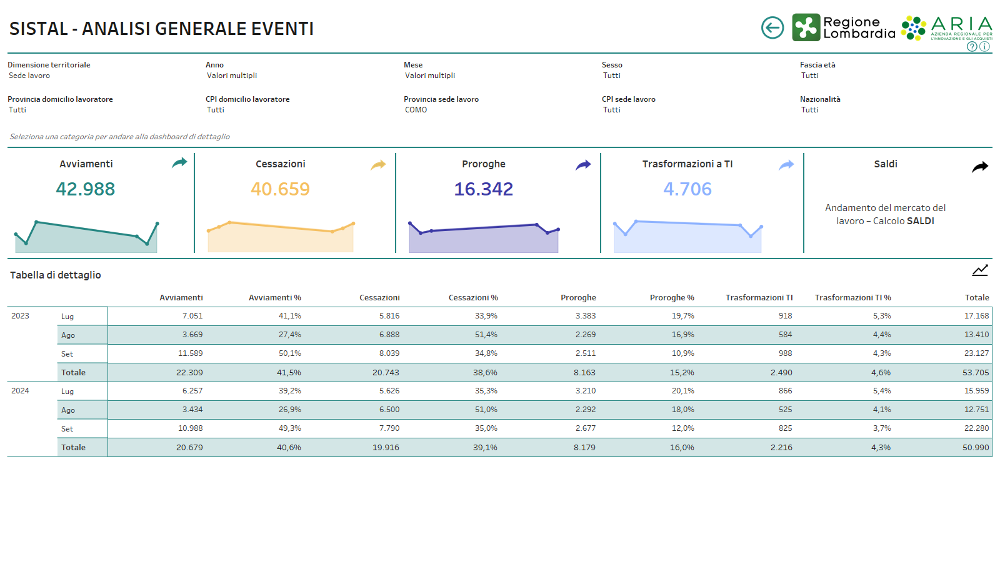 SISTAL - ANALISI GENERALE EVENTI
Regione
Lombardia
ARIA
AZIENDA REGIONALE PER
L'INNOVAZIONE E GLI ACQUISTI
? i
Dimensione territoriale Anno Mese Sesso Fascia età
Sede lavoro Valori multipli Valori multipli Tutti Tutti
Provincia domicilio lavoratore CPI domicilio lavoratore Provincia sede lavoro CPI sede lavoro Nazionalità
Tutti Tutti COMO Tutti Tutti
Seleziona una categoria per andare alla dashboard di dettaglio
Avviamenti Cessazioni Proroghe Trasformazioni a TI Saldi
42.988 40.659 16.342 4.706
Andamento del mercato del
lavoro – Calcolo SALDI
Tabella di dettaglio
Avviamenti Avviamenti % Cessazioni Cessazioni % Proroghe Proroghe % Trasformazioni TI Trasformazioni TI % Totale
2023 Lug 7.051 41,1% 5.816 33,9% 3.383 19,7% 918 5,3% 17.168
Ago 3.669 27,4% 6.888 51,4% 2.269 16,9% 584 4,4% 13.410
Set 11.589 50,1% 8.039 34,8% 2.511 10,9% 988 4,3% 23.127
Totale 22.309 41,5% 20.743 38,6% 8.163 15,2% 2.490 4,6% 53.705
2024 Lug 6.257 39,2% 5.626 35,3% 3.210 20,1% 866 5,4% 15.959
Ago 3.434 26,9% 6.500 51,0% 2.292 18,0% 525 4,1% 12.751
Set 10.988 49,3% 7.790 35,0% 2.677 12,0% 825 3,7% 22.280
Totale 20.679 40,6% 19.916 39,1% 8.179 16,0% 2.216 4,3% 50.990